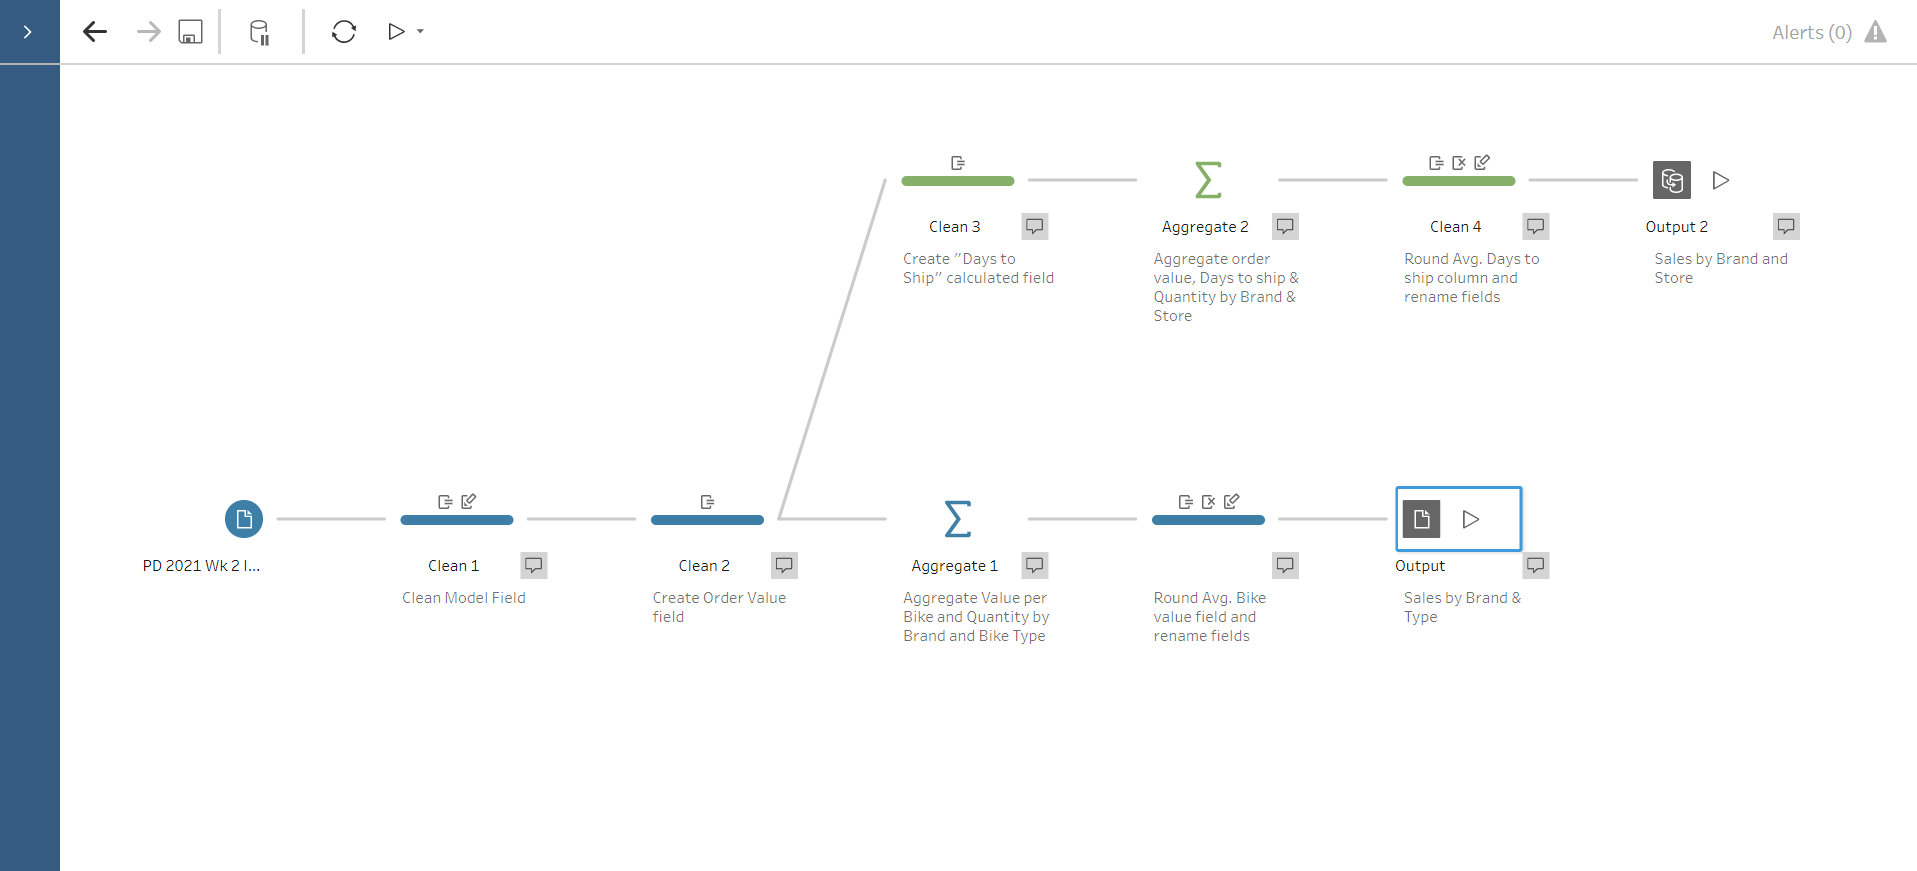 Alerts (0)
Clean 3
Create "Days to
Ship" calculated field
Aggregate 2
Aggregate order
value, Days to ship &
Quantity by Brand &
Store
Clean 4
Round Avg. Days to
ship column and
rename fields
Output 2
Sales by Brand and
Store
PD 2021 Wk 2 I...
Clean 1
Clean Model Field
Clean 2
Create Order Value
field
Aggregate 1
Aggregate Value per
Bike and Quantity by
Brand and Bike Type
Round Avg. Bike
value field and
rename fields
Output
Sales by Brand &
Type